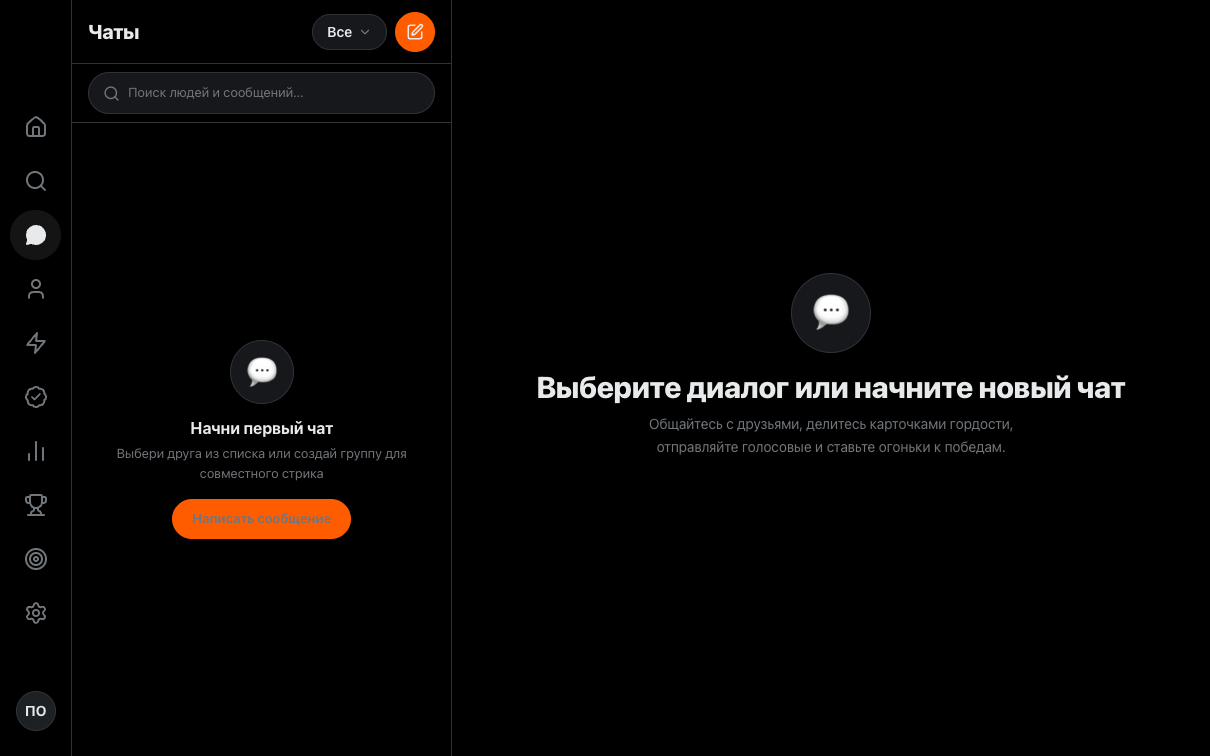 Чаты
Все
Поиск людей и сообщений...
Начни первый чат
Выбери друга из списка или создай группу для
совместного стрика
Написать сообщение
Выберите диалог или начните новый чат
Общайтесь с друзьями, делитесь карточками гордости,
отправляйте голосовые и ставьте огоньки к победам.
ПО